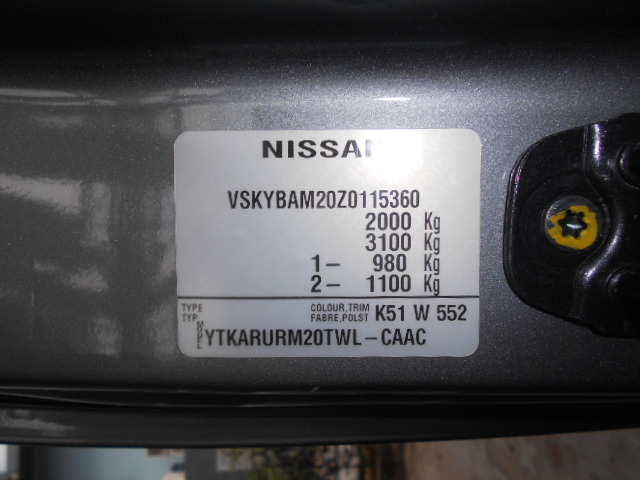 NISSAN
VSKYBAM20Z0115360
2000 Kg
3100 Kg
1- 980 Kg
2- 1100 Kg
TYPE COLOUR,TRIM K51 W 552
TYP FABRE,POLST
MODEL YTKARURM20TWL-CAAC